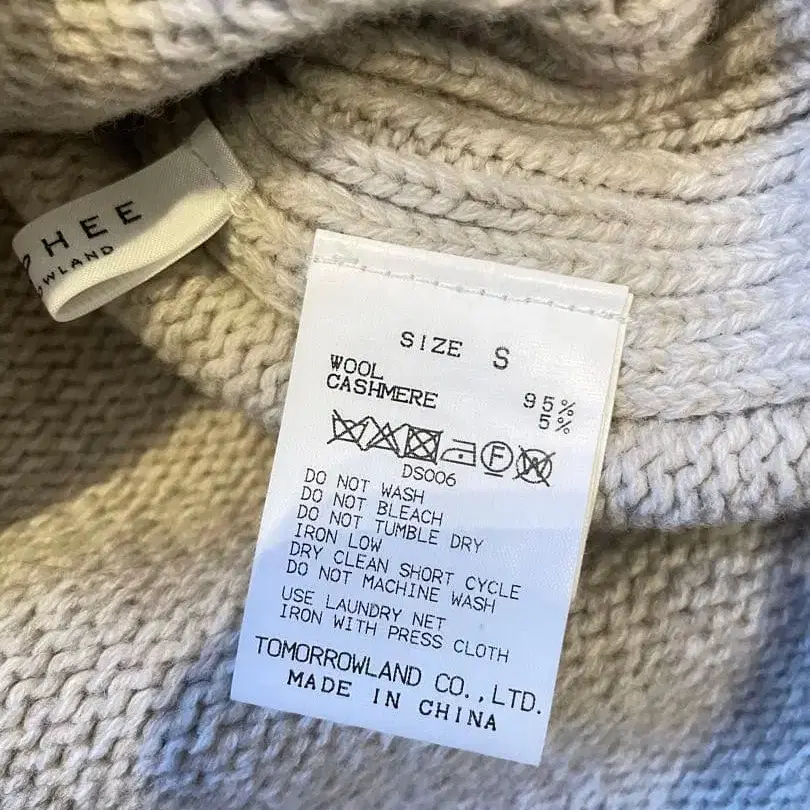 HEE
OWLAND
SIZE S
WOOL 95%
CASHMERE 5%
F W
DS006
DO NOT WASH
DO NOT BLEACH
DO NOT TUMBLE DRY
IRON LOW
DRY CLEAN SHORT CYCLE
DO NOT MACHINE WASH
USE LAUNDRY NET
IRON WITH PRESS CLOTH
TOMORROWLAND CO.,LTD.
MADE IN CHINA